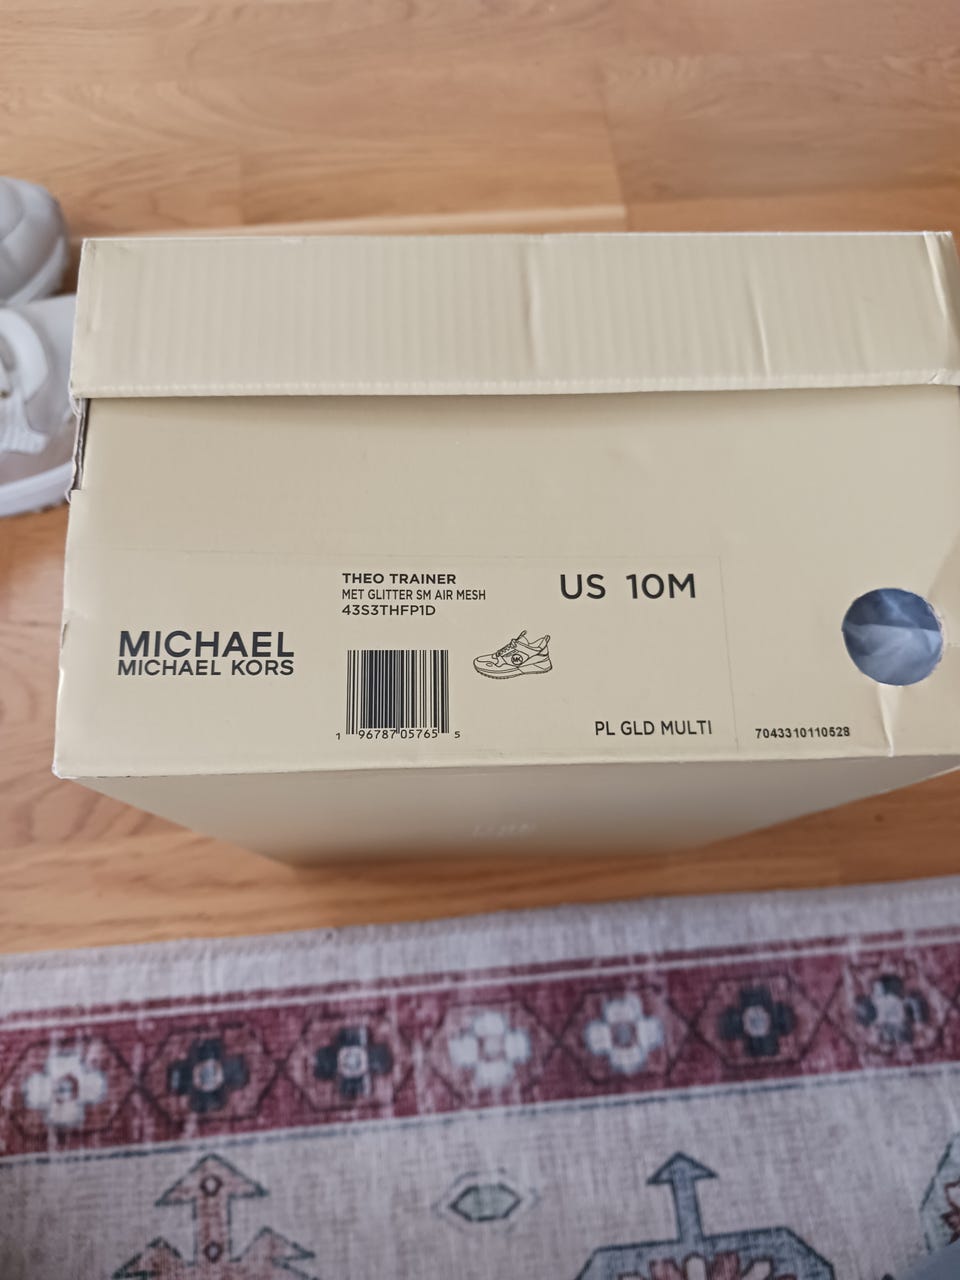 THEO TRAINER
MET GLITTER SM AIR MESH
43S3THFP1D
US 10M
MICHAEL
MICHAEL KORS
MK
1 96787 05765 5
PL GLD MULTI
7043310110528